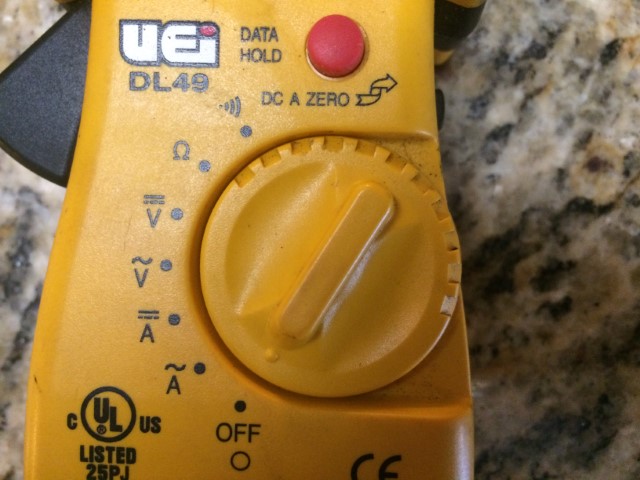 UEi
DATA
HOLD
DL49
DC A ZERO
Ω
V
V
A
A
OFF
C UL ® US
LISTED
25PJ
CE